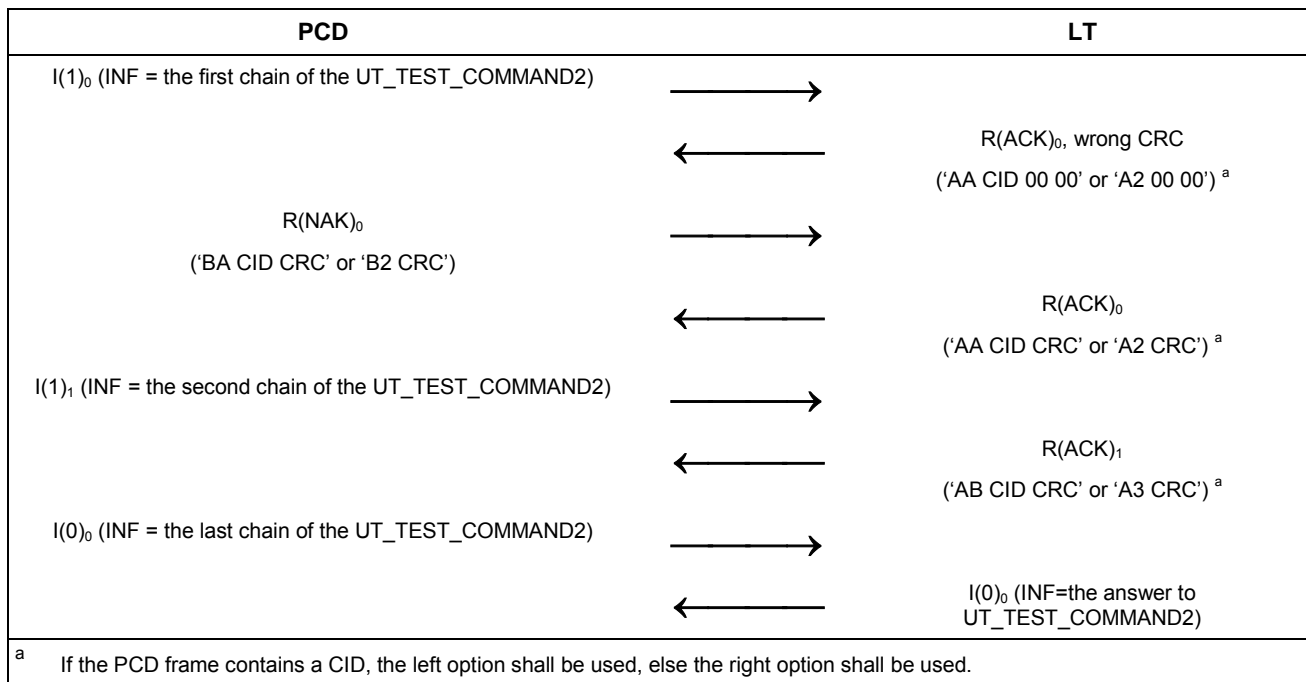 PCD LT
I(1)₀ (INF = the first chain of the UT_TEST_COMMAND2)
R(ACK)₀, wrong CRC
(‘AA CID 00 00’ or ‘A2 00 00’) ᵃ
R(NAK)₀
(‘BA CID CRC’ or ‘B2 CRC’)
R(ACK)₀
(‘AA CID CRC’ or ‘A2 CRC’) ᵃ
I(1)₁ (INF = the second chain of the UT_TEST_COMMAND2)
R(ACK)₁
(‘AB CID CRC’ or ‘A3 CRC’) ᵃ
I(0)₀ (INF = the last chain of the UT_TEST_COMMAND2)
I(0)₀ (INF=the answer to
UT_TEST_COMMAND2)
ᵃ If the PCD frame contains a CID, the left option shall be used, else the right option shall be used.